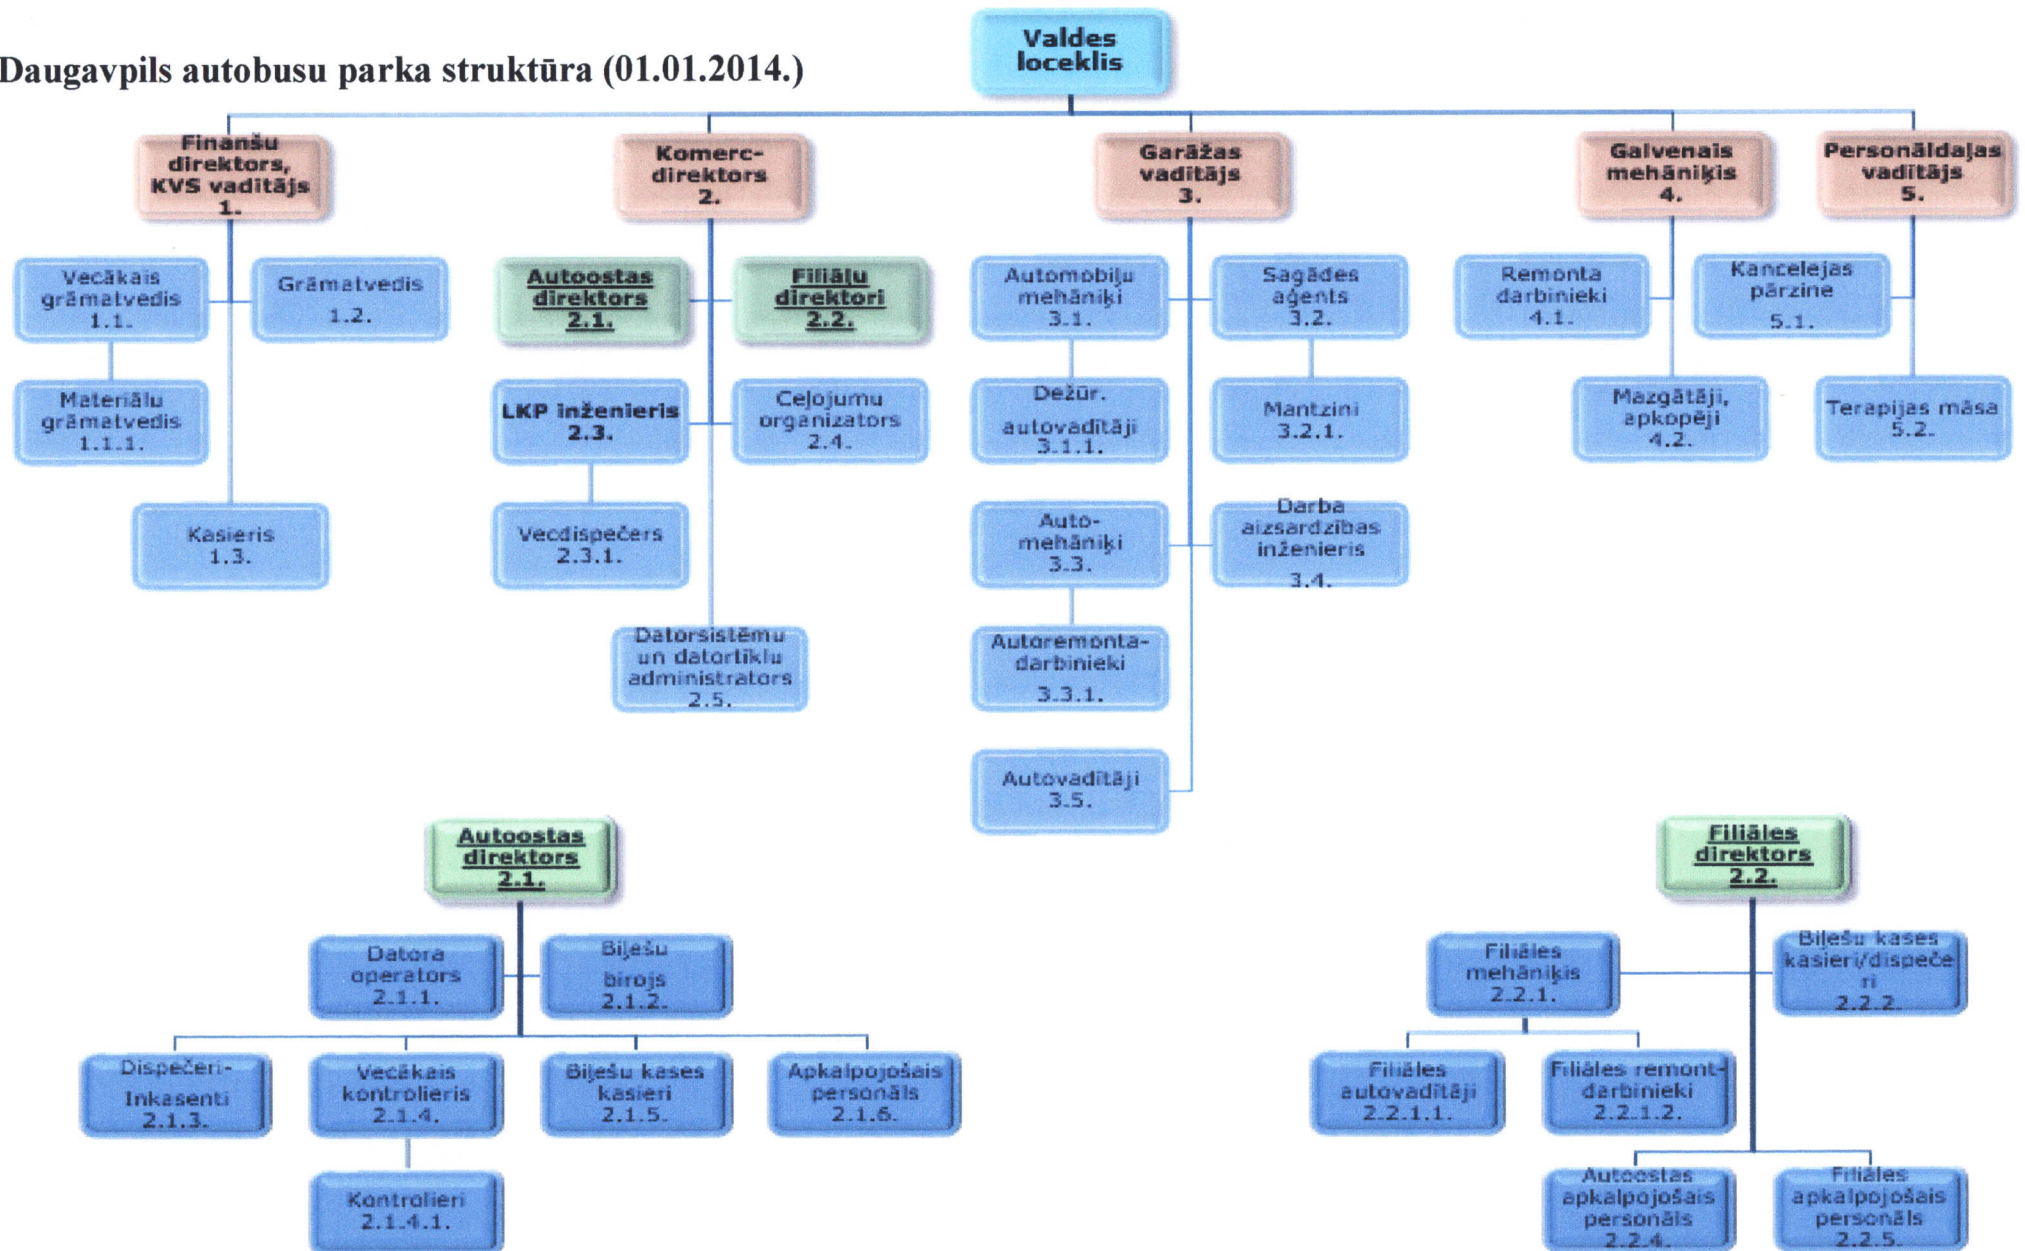 Daugavpils autobusu parka struktūra (01.01.2014.)
Valdes
loceklis
Finanšu
direktors,
KVS vadītājs
1.
Komerc-
direktors
2.
Garāžas
vadītājs
3.
Galvenais
mehāniķis
4.
Personāldaļas
vadītājs
5.
Vecākais
grāmatvedis
1.1.
Grāmatvedis
1.2.
Autoostas
direktors
2.1.
Filiāļu
direktori
2.2.
Automobiļu
mehāniķi
3.1.
Sagādes
aģents
3.2.
Remonta
darbinieki
4.1.
Kancelejas
pārzine
5.1.
Materiālu
grāmatvedis
1.1.1.
LKP inženieris
2.3.
Ceļojumu
organizators
2.4.
Dežūr.
autovadītāji
3.1.1.
Mantzini
3.2.1.
Mazgātāji,
apkopēji
4.2.
Terapijas māsa
5.2.
Kasieris
1.3.
Vecdispečers
2.3.1.
Auto-
mehāniķi
3.3.
Darba
aizsardzības
inženieris
3.4.
Datorsistēmu
un datortīklu
administrators
2.5.
Autoremonta-
darbinieki
3.3.1.
Autovadītāji
3.5.
Autoostas
direktors
2.1.
Datora
operators
2.1.1.
Biļešu
birojs
2.1.2.
Dispečeri-
Inkasenti
2.1.3.
Vecākais
kontrolieris
2.1.4.
Biļešu kases
kasieri
2.1.5.
Apkalpojošais
personāls
2.1.6.
Kontrolieri
2.1.4.1.
Filiāles
direktors
2.2.
Filiāles
mehāniķis
2.2.1.
Biļešu kases
kasieri/dispeče
ri
2.2.2.
Filiāles
autovadītāji
2.2.1.1.
Filiāles remont-
darbinieki
2.2.1.2.
Autoostas
apkalpojošais
personāls
2.2.4.
Filiāles
apkalpojošais
personāls
2.2.5.